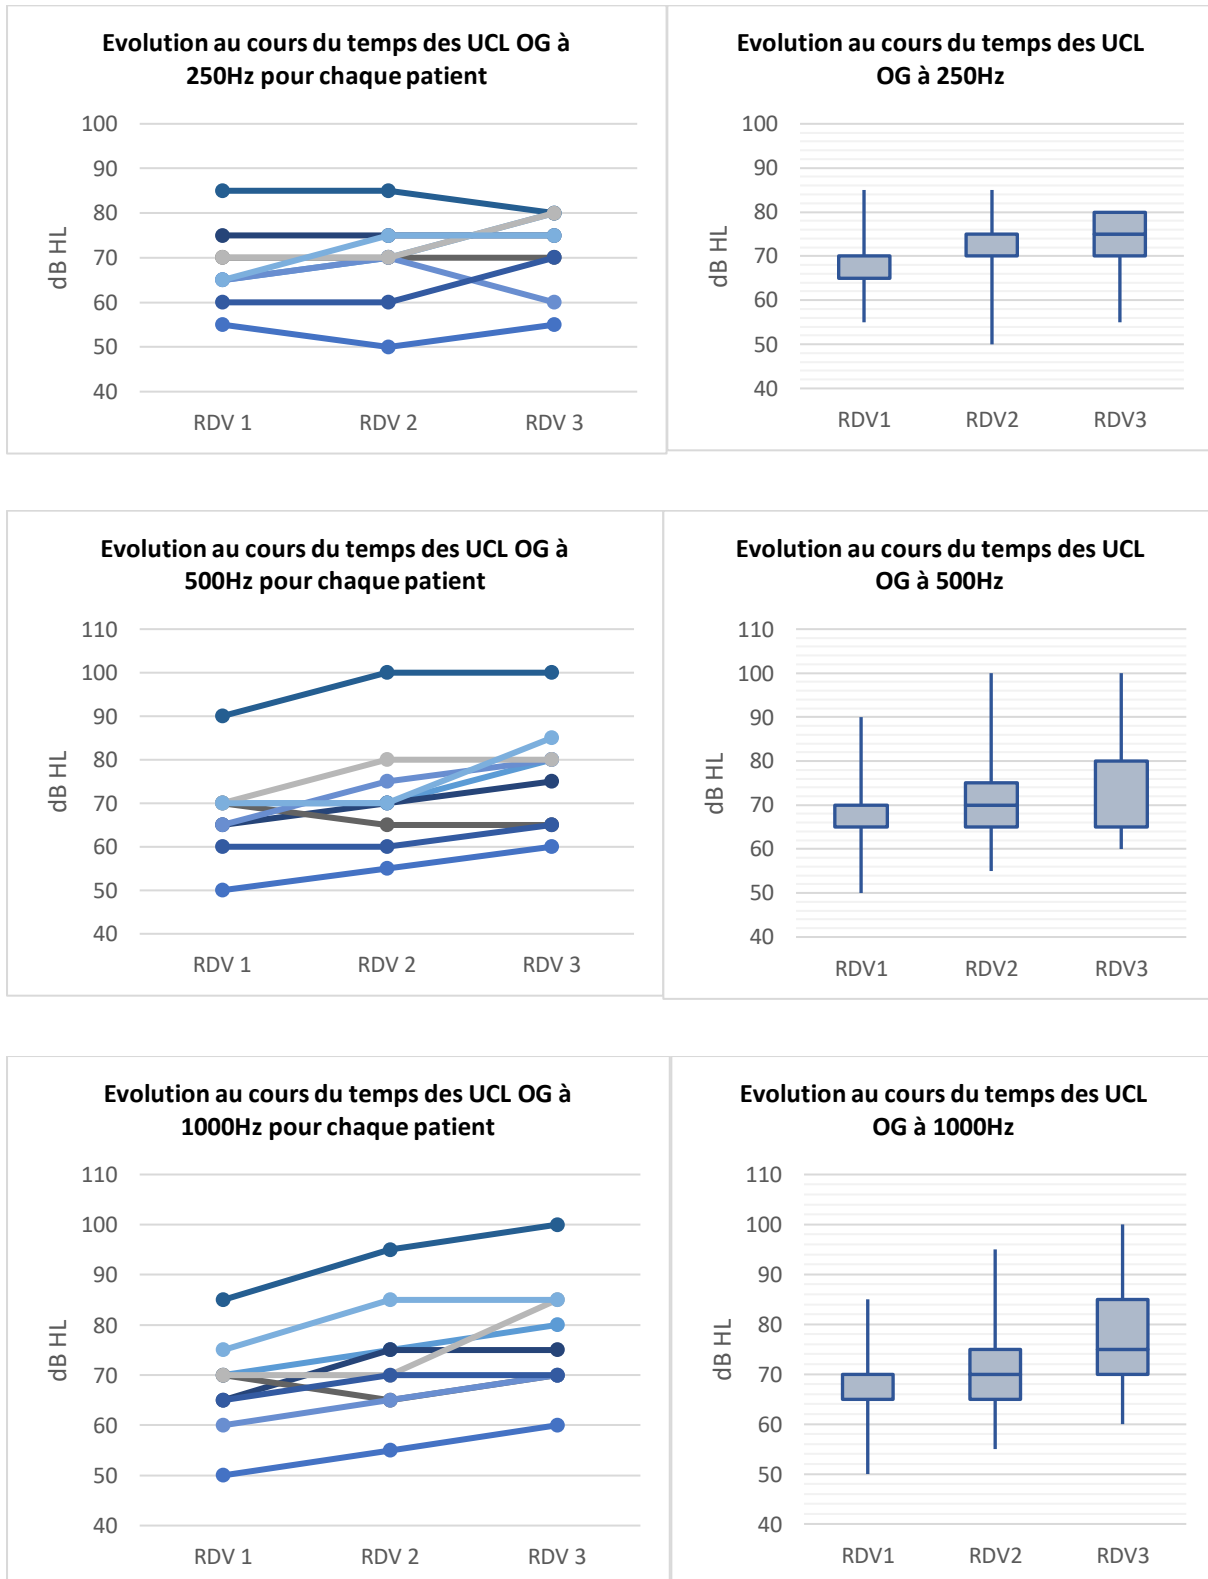 Evolution au cours du temps des UCL OG à
250Hz pour chaque patient
100
90
80
70
60
50
40
dB HL
RDV 1 RDV 2 RDV 3
Evolution au cours du temps des UCL
OG à 250Hz
100
90
80
70
60
50
40
dB HL
RDV1 RDV2 RDV3
Evolution au cours du temps des UCL OG à
500Hz pour chaque patient
110
100
90
80
70
60
50
40
dB HL
RDV 1 RDV 2 RDV 3
Evolution au cours du temps des UCL
OG à 500Hz
110
100
90
80
70
60
50
40
dB HL
RDV1 RDV2 RDV3
Evolution au cours du temps des UCL OG à
1000Hz pour chaque patient
110
100
90
80
70
60
50
40
dB HL
RDV 1 RDV 2 RDV 3
Evolution au cours du temps des UCL
OG à 1000Hz
110
100
90
80
70
60
50
40
dB HL
RDV1 RDV2 RDV3